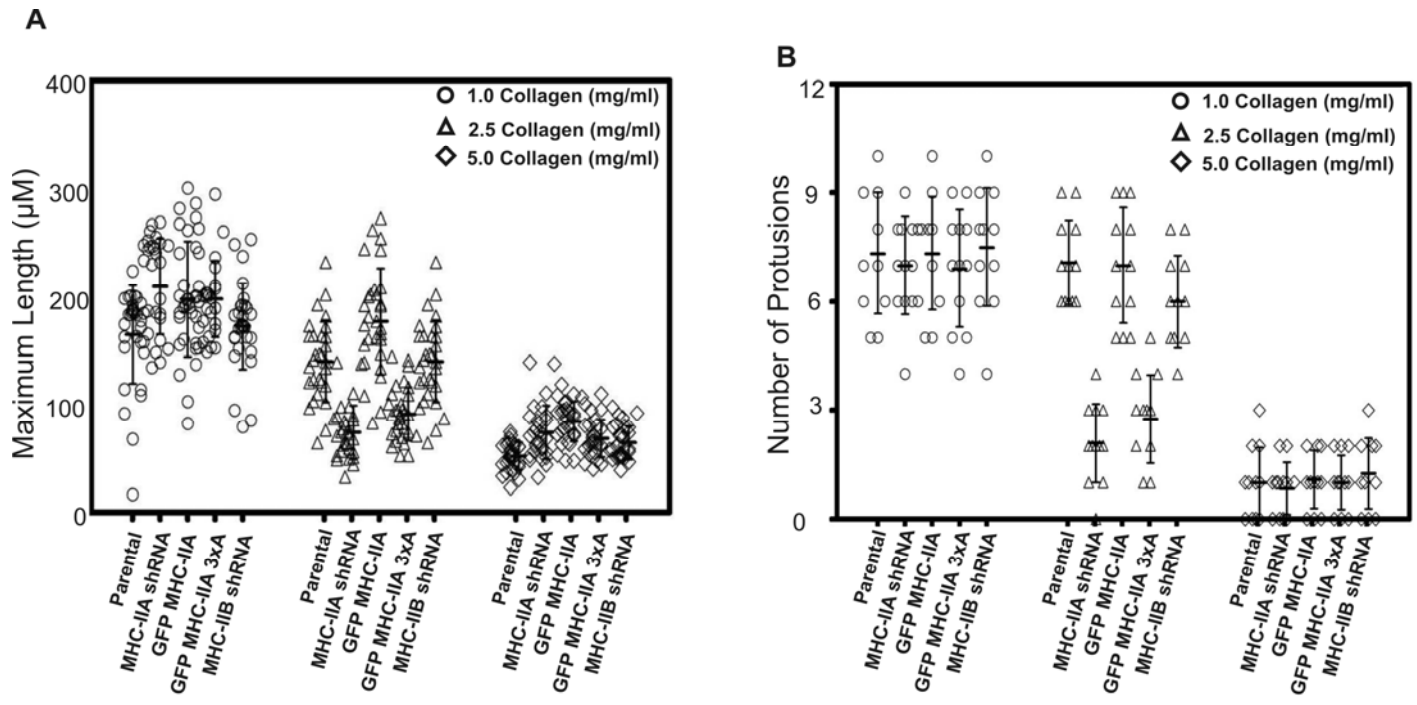 A
Maximum Length (μM)
400
300
200
100
0
1.0 Collagen (mg/ml)
2.5 Collagen (mg/ml)
5.0 Collagen (mg/ml)
Parental
MHC-IIA shRNA
GFP MHC-IIA
GFP MHC-IIA 3xA
MHC-IIB shRNA
Parental
MHC-IIA shRNA
GFP MHC-IIA
GFP MHC-IIA 3xA
MHC-IIB shRNA
Parental
MHC-IIA shRNA
GFP MHC-IIA
GFP MHC-IIA 3xA
MHC-IIB shRNA
B
Number of Protusions
12
9
6
3
0
1.0 Collagen (mg/ml)
2.5 Collagen (mg/ml)
5.0 Collagen (mg/ml)
Parental
MHC-IIA shRNA
GFP MHC-IIA
GFP MHC-IIA 3xA
MHC-IIB shRNA
Parental
MHC-IIA shRNA
GFP MHC-IIA
GFP MHC-IIA 3xA
MHC-IIB shRNA
Parental
MHC-IIA shRNA
GFP MHC-IIA
GFP MHC-IIA 3xA
MHC-IIB shRNA